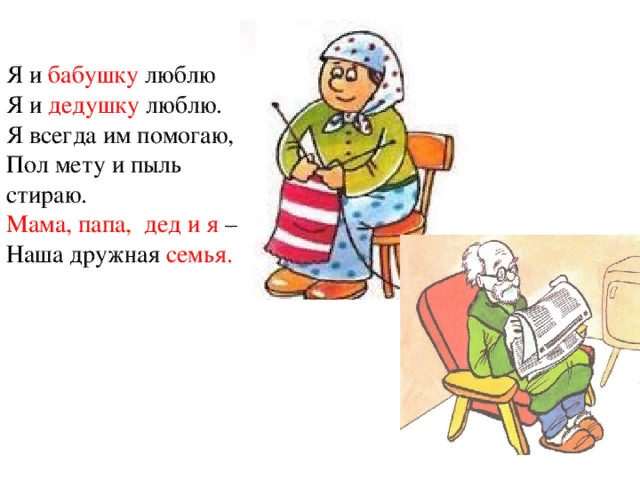 Я и бабушку люблю
Я и дедушку люблю.
Я всегда им помогаю,
Пол мету и пыль
стираю.
Мама, папа, дед и я –
Наша дружная семья.